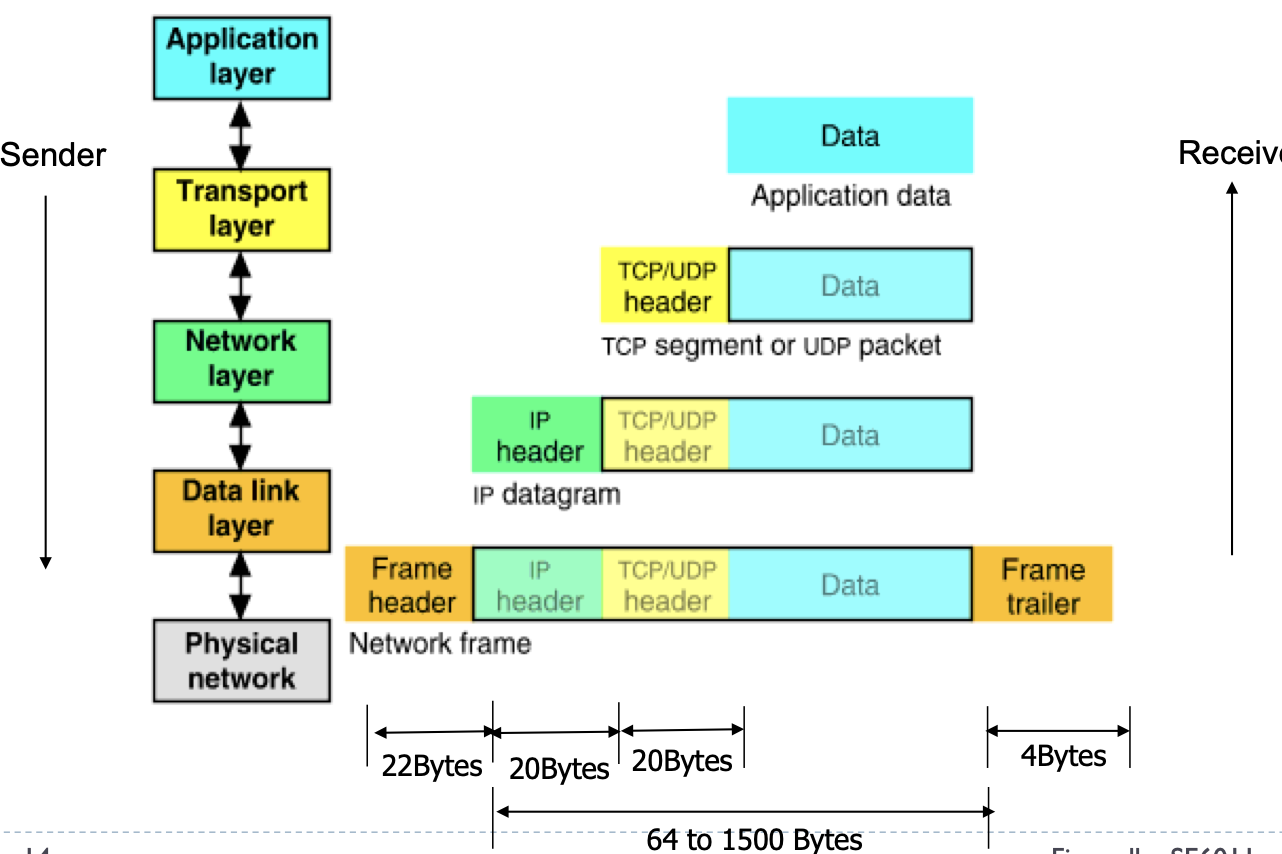 Application
layer
Sender
Data
Receive
Application data
Transport
layer
TCP/UDP
header
Data
TCP segment or UDP packet
Network
layer
IP
header
TCP/UDP
header
Data
IP datagram
Data link
layer
Frame
header
IP
header
TCP/UDP
header
Data
Frame
trailer
Network frame
Physical
network
22Bytes
20Bytes
20Bytes
4Bytes
64 to 1500 Bytes